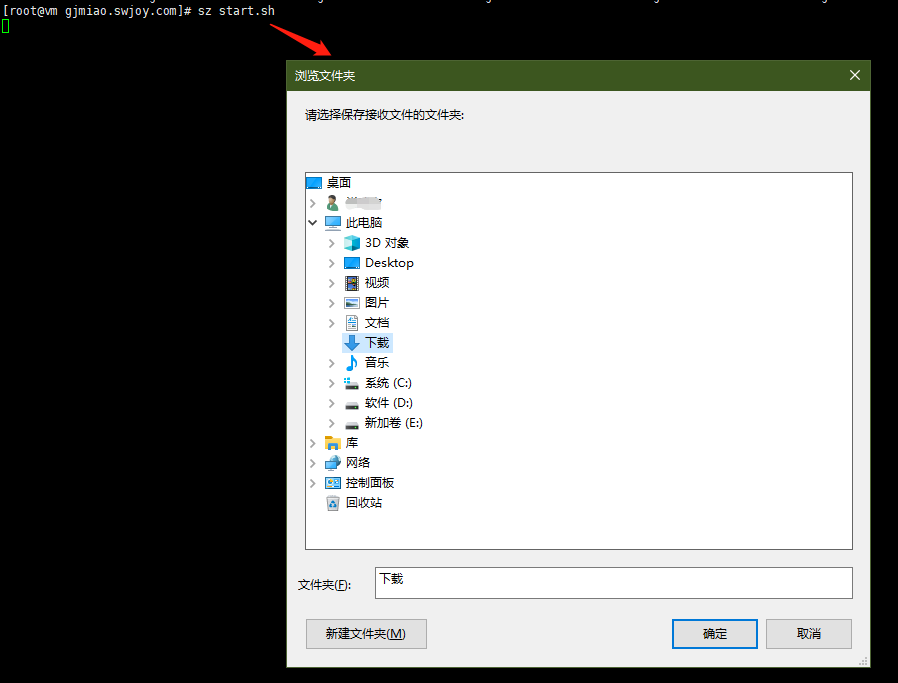 [root@vm gjmiao.swjoy.com]# sz start.sh
浏览文件夹
请选择保存接收文件的文件夹:
桌面
此电脑
3D 对象
Desktop
视频
图片
文档
下载
音乐
系统 (C:)
软件 (D:)
新加卷 (E:)
库
网络
控制面板
回收站
文件夹(F):
下载
新建文件夹(M)
确定
取消